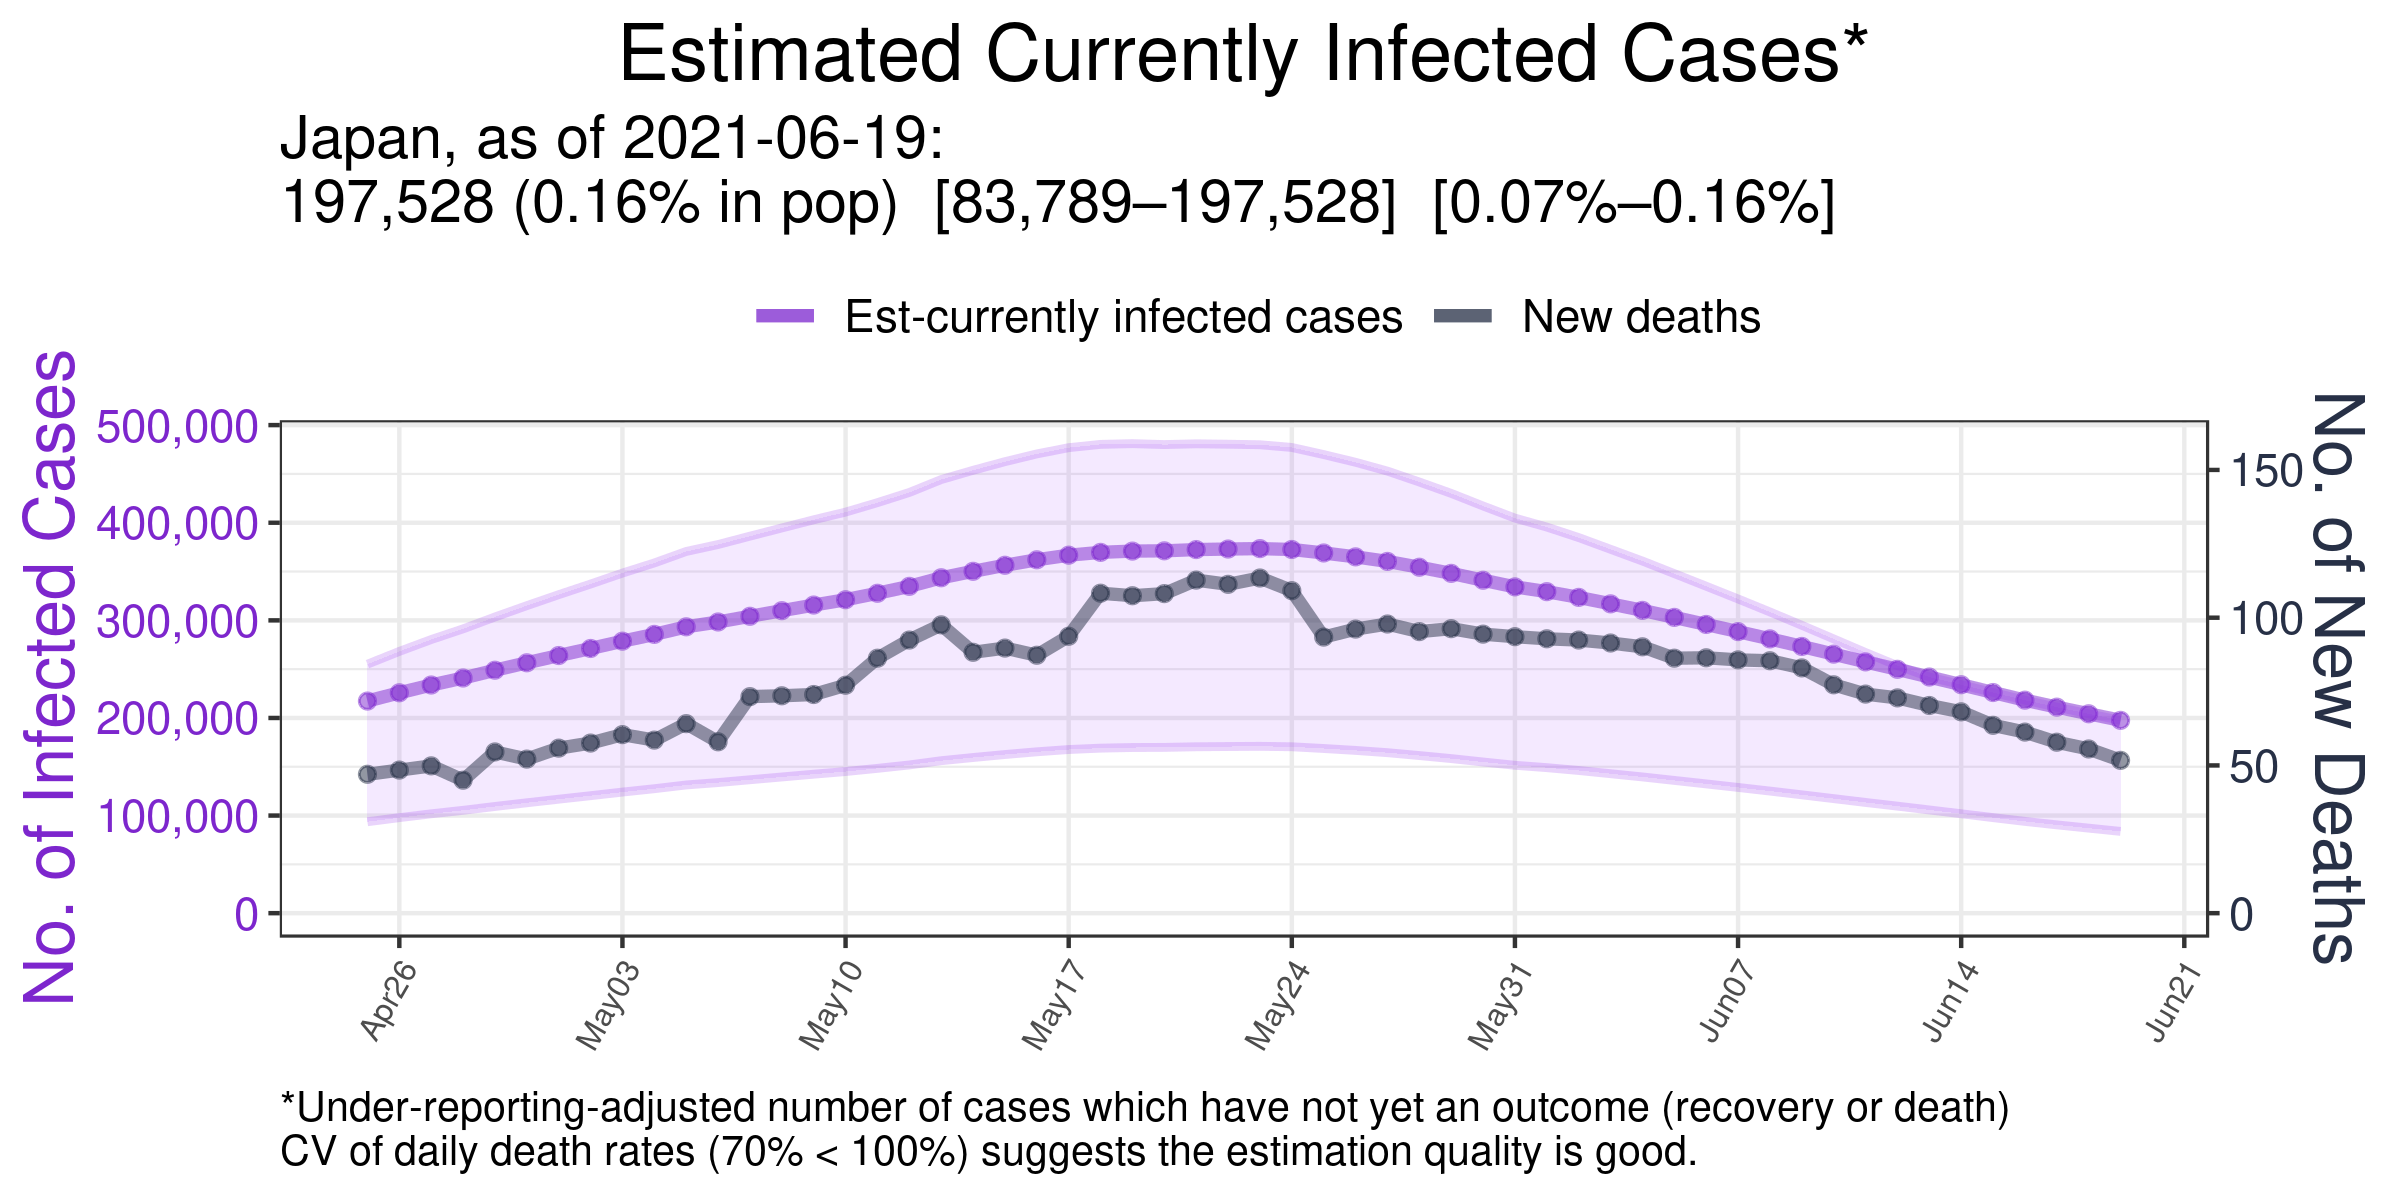 Estimated Currently Infected Cases*
Japan, as of 2021-06-19:
197,528 (0.16% in pop) [83,789–197,528] [0.07%–0.16%]
Est-currently infected cases
New deaths
No. of Infected Cases
500,000
400,000
300,000
200,000
100,000
0
No. of New Deaths
150
100
50
0
Apr26
May03
May10
May17
May24
May31
Jun07
Jun14
Jun21
*Under-reporting-adjusted number of cases which have not yet an outcome (recovery or death)
CV of daily death rates (70% < 100%) suggests the estimation quality is good.